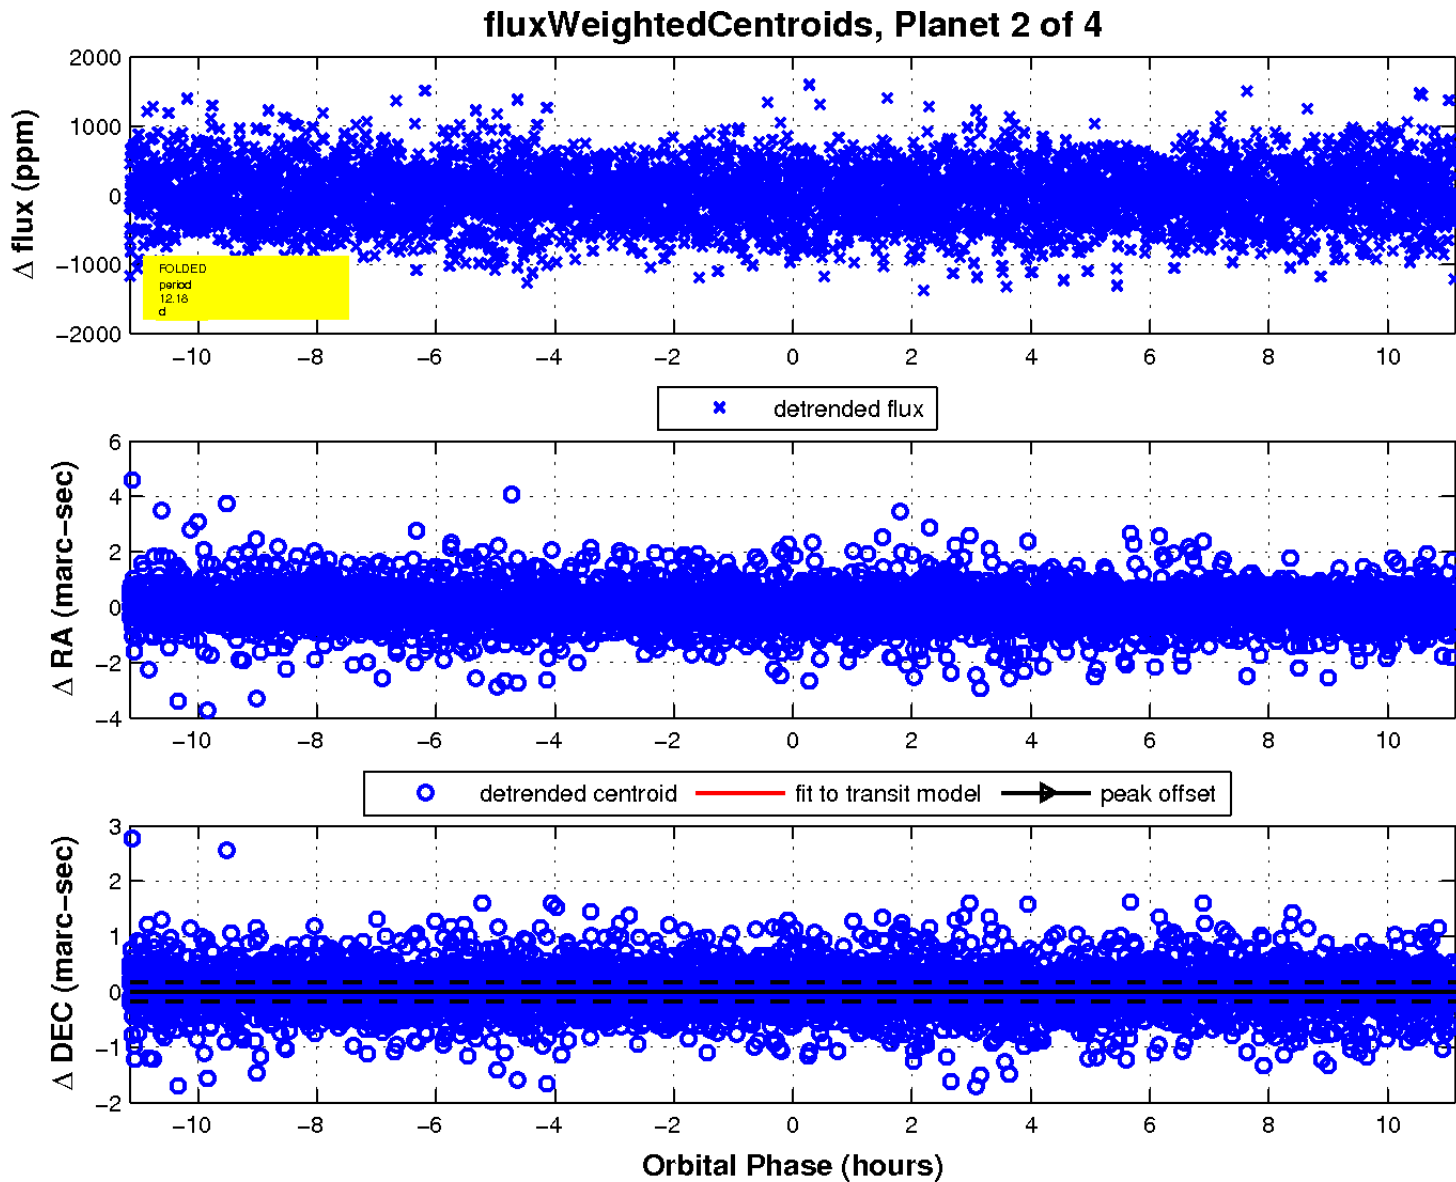 fluxWeightedCentroids, Planet 2 of 4
Δ flux (ppm)
2000
1000
0
−1000
−2000
FOLDED
period
12.18
d
−10 −8 −6 −4 −2 0 2 4 6 8 10
detrended flux
Δ RA (marc−sec)
6
4
2
0
−2
−4
−10 −8 −6 −4 −2 0 2 4 6 8 10
detrended centroid fit to transit model peak offset
Δ DEC (marc−sec)
3
2
1
0
−1
−2
−10 −8 −6 −4 −2 0 2 4 6 8 10
Orbital Phase (hours)